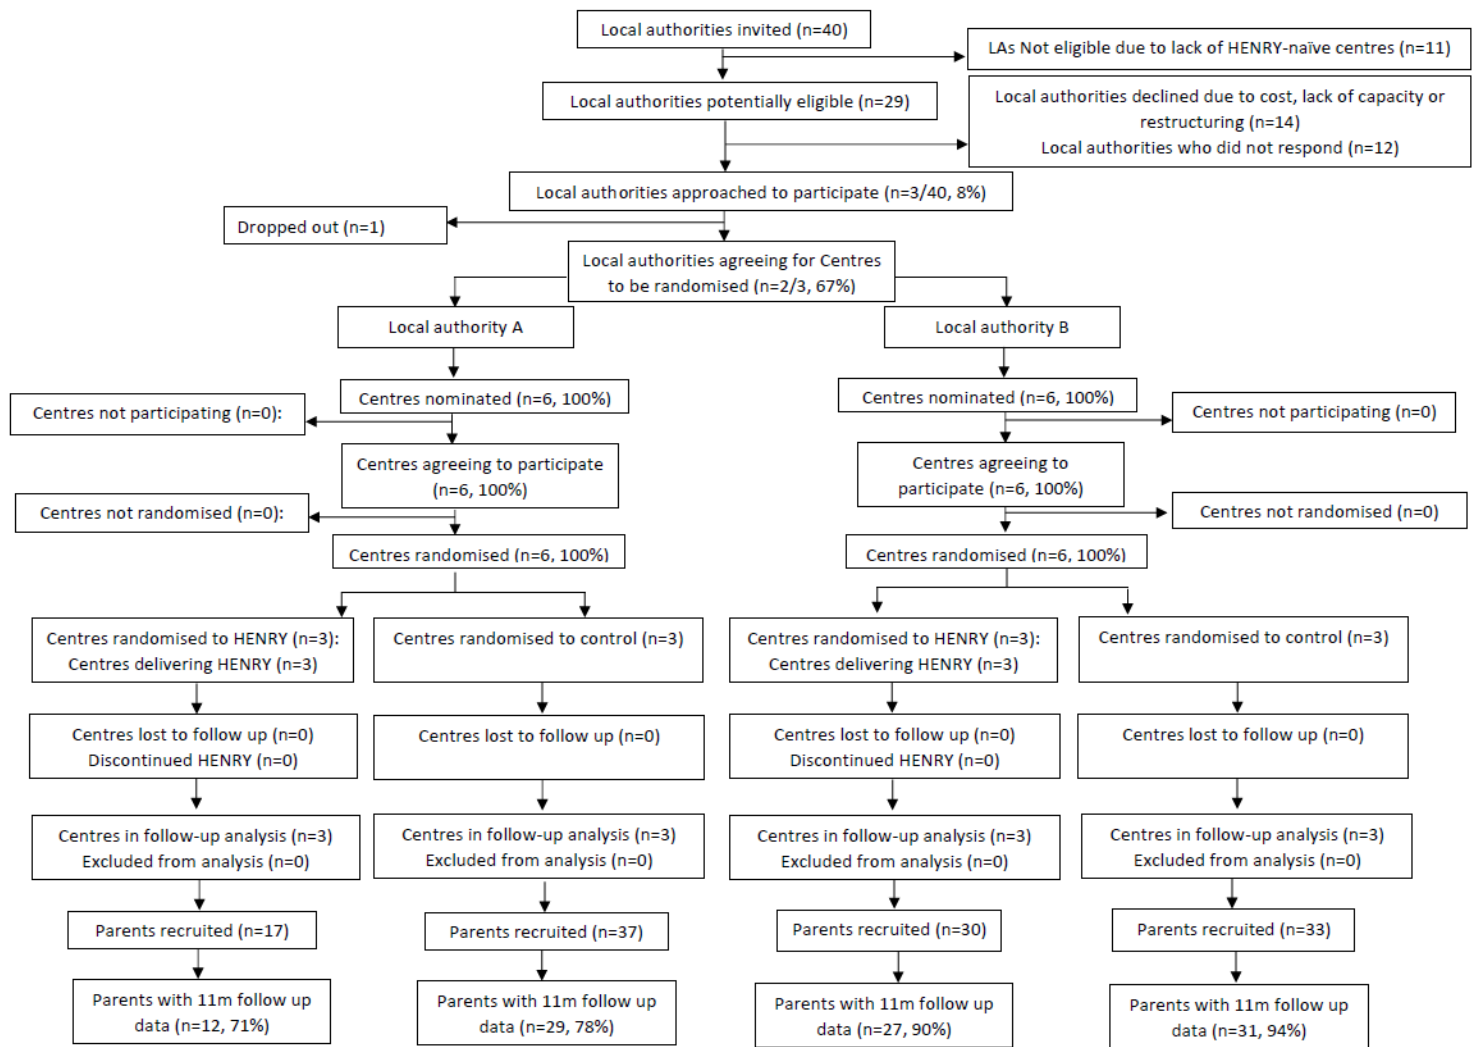 Local authorities invited (n=40)
LAs Not eligible due to lack of HENRY-naïve centres (n=11)
Local authorities potentially eligible (n=29)
Local authorities declined due to cost, lack of capacity or
restructuring (n=14)
Local authorities who did not respond (n=12)
Local authorities approached to participate (n=3/40, 8%)
Dropped out (n=1)
Local authorities agreeing for Centres
to be randomised (n=2/3, 67%)
Local authority A
Local authority B
Centres nominated (n=6, 100%)
Centres nominated (n=6, 100%)
Centres not participating (n=0):
Centres not participating (n=0)
Centres agreeing to participate
(n=6, 100%)
Centres agreeing to
participate (n=6, 100%)
Centres not randomised (n=0):
Centres not randomised (n=0)
Centres randomised (n=6, 100%)
Centres randomised (n=6, 100%)
Centres randomised to HENRY (n=3):
Centres delivering HENRY (n=3)
Centres randomised to control (n=3)
Centres randomised to HENRY (n=3):
Centres delivering HENRY (n=3)
Centres randomised to control (n=3)
Centres lost to follow up (n=0)
Discontinued HENRY (n=0)
Centres lost to follow up (n=0)
Centres lost to follow up (n=0)
Discontinued HENRY (n=0)
Centres lost to follow up (n=0)
Centres in follow-up analysis (n=3)
Excluded from analysis (n=0)
Centres in follow-up analysis (n=3)
Excluded from analysis (n=0)
Centres in follow-up analysis (n=3)
Excluded from analysis (n=0)
Centres in follow-up analysis (n=3)
Excluded from analysis (n=0)
Parents recruited (n=17)
Parents recruited (n=37)
Parents recruited (n=30)
Parents recruited (n=33)
Parents with 11m follow up
data (n=12, 71%)
Parents with 11m follow up
data (n=29, 78%)
Parents with 11m follow up
data (n=27, 90%)
Parents with 11m follow up
data (n=31, 94%)